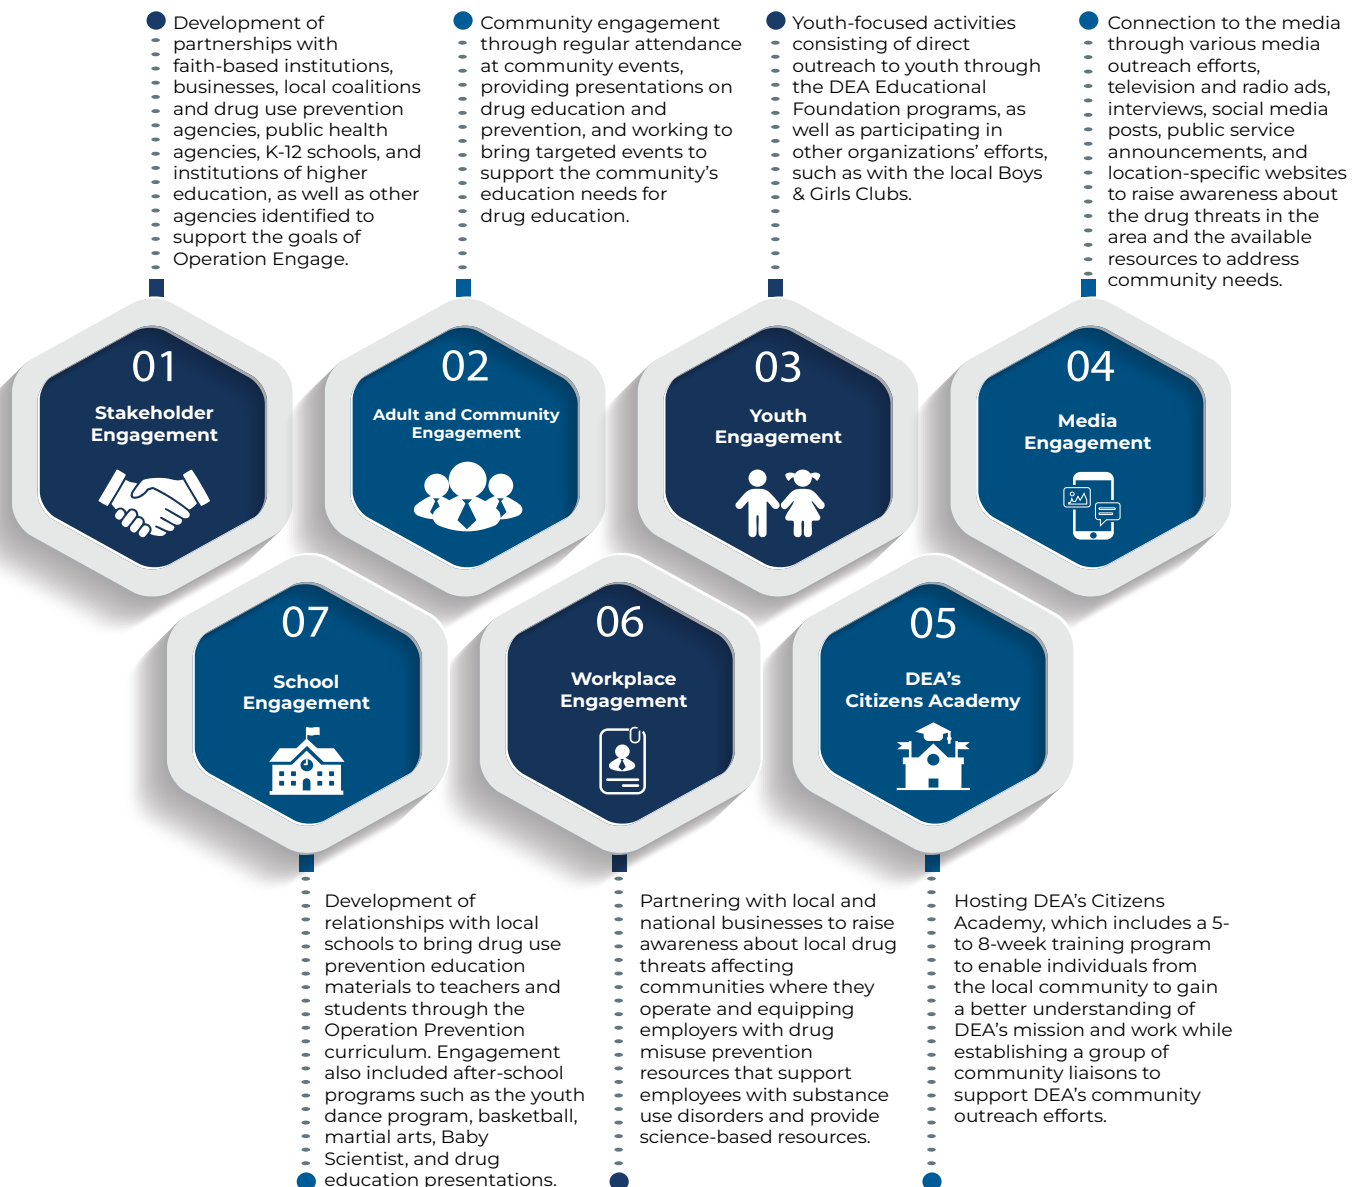 Development of
partnerships with
faith-based institutions,
businesses, local coalitions
and drug use prevention
agencies, public health
agencies, K-12 schools, and
institutions of higher
education, as well as other
agencies identified to
support the goals of
Operation Engage.
Community engagement
through regular attendance
at community events,
providing presentations on
drug education and
prevention, and working to
bring targeted events to
support the community’s
education needs for
drug education.
Youth-focused activities
consisting of direct
outreach to youth through
the DEA Educational
Foundation programs, as
well as participating in
other organizations’ efforts,
such as with the local Boys
& Girls Clubs.
Connection to the media
through various media
outreach efforts,
television and radio ads,
interviews, social media
posts, public service
announcements, and
location-specific websites
to raise awareness about
the drug threats in the
area and the available
resources to address
community needs.
01
Stakeholder
Engagement
02
Adult and Community
Engagement
03
Youth
Engagement
04
Media
Engagement
07
School
Engagement
06
Workplace
Engagement
05
DEA’s
Citizens Academy
Development of
relationships with local
schools to bring drug use
prevention education
materials to teachers and
students through the
Operation Prevention
curriculum. Engagement
also included after-school
programs such as the youth
dance program, basketball,
martial arts, Baby
Scientist, and drug
education presentations.
Partnering with local and
national businesses to raise
awareness about local drug
threats affecting
communities where they
operate and equipping
employers with drug
misuse prevention
resources that support
employees with substance
use disorders and provide
science-based resources.
Hosting DEA’s Citizens
Academy, which includes a 5-
to 8-week training program
to enable individuals from
the local community to gain
a better understanding of
DEA’s mission and work while
establishing a group of
community liaisons to
support DEA’s community
outreach efforts.